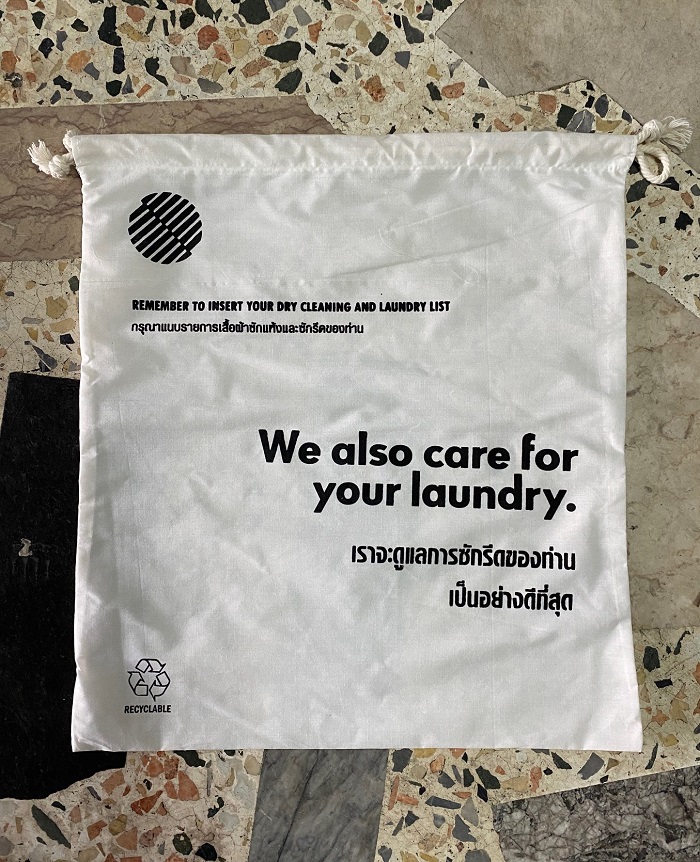 REMEMBER TO INSERT YOUR DRY CLEANING AND LAUNDRY LIST
กรุณาแนบรายการเสื้อผ้าซักแห้งและซักรีดของท่าน
We also care for
your laundry.
เราจะดูแลการซักรีดของท่าน
เป็นอย่างดีที่สุด
RECYCLABLE